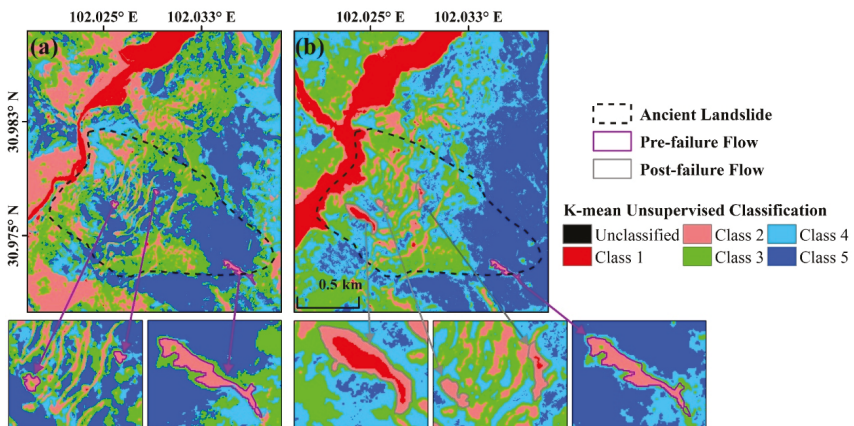 102.025° E 102.033° E 102.025° E 102.033° E
(a) (b)
30.983° N
30.975° N
0.5 km
Ancient Landslide
Pre-failure Flow
Post-failure Flow
K-mean Unsupervised Classification
Unclassified Class 2 Class 4
Class 1 Class 3 Class 5